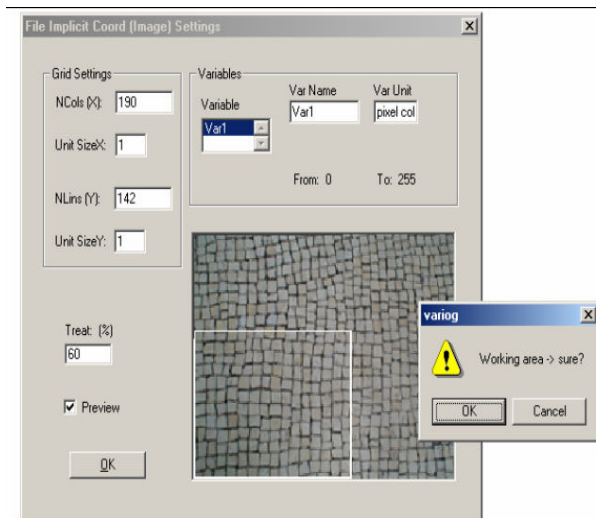 File Implicit Coord (Image) Settings
Grid Settings
NCols (X): 190
Unit SizeX: 1
NLins (Y): 142
Unit SizeY: 1
Variables
Variable
Var1
Var Name
Var1
Var Unit
pixel col
From: 0 To: 255
Treat: (%)
60
Preview
OK
variog
Working area -> sure?
OK Cancel